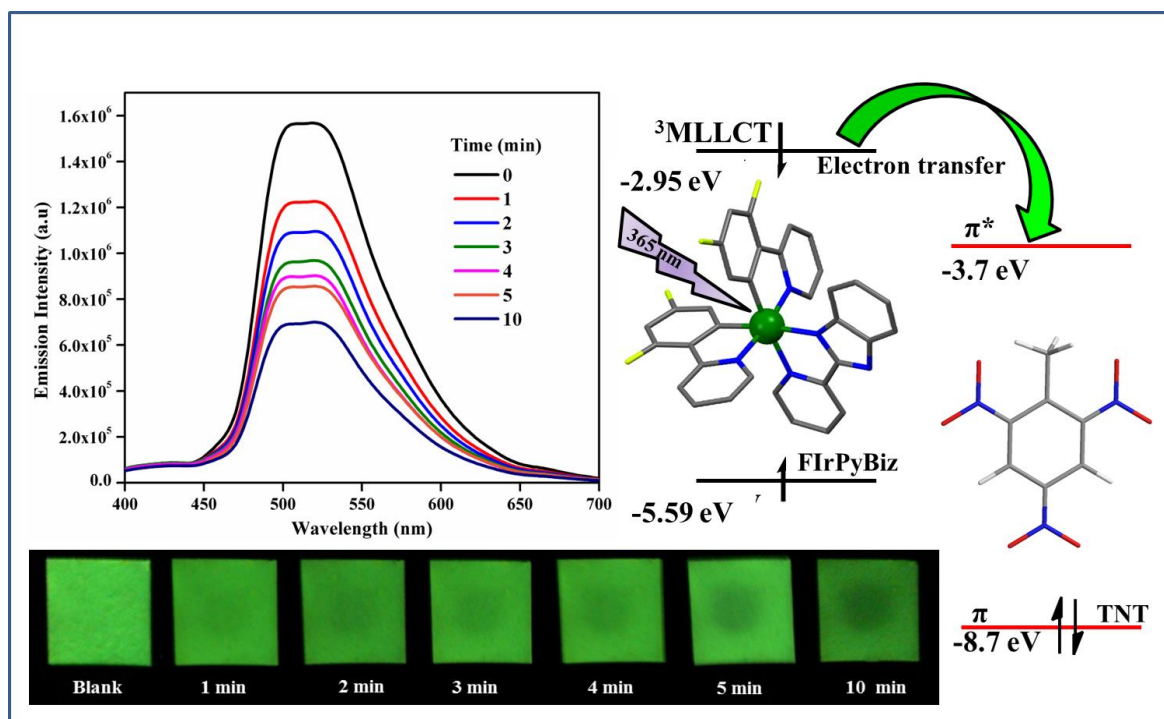 1.6x10⁶
1.4x10⁶
1.2x10⁶
1.0x10⁶
8.0x10⁵
6.0x10⁵
4.0x10⁵
2.0x10⁵
0.0
Emission Intensity (a.u)
400 450 500 550 600 650 700
Wavelength (nm)
Time (min)
0
1
2
3
4
5
10
³MLLCT
-2.95 eV
Electron transfer
365 nm
π*
-3.7 eV
FIrPyBiz
-5.59 eV
π
TNT
-8.7 eV
Blank 1 min 2 min 3 min 4 min 5 min 10 min